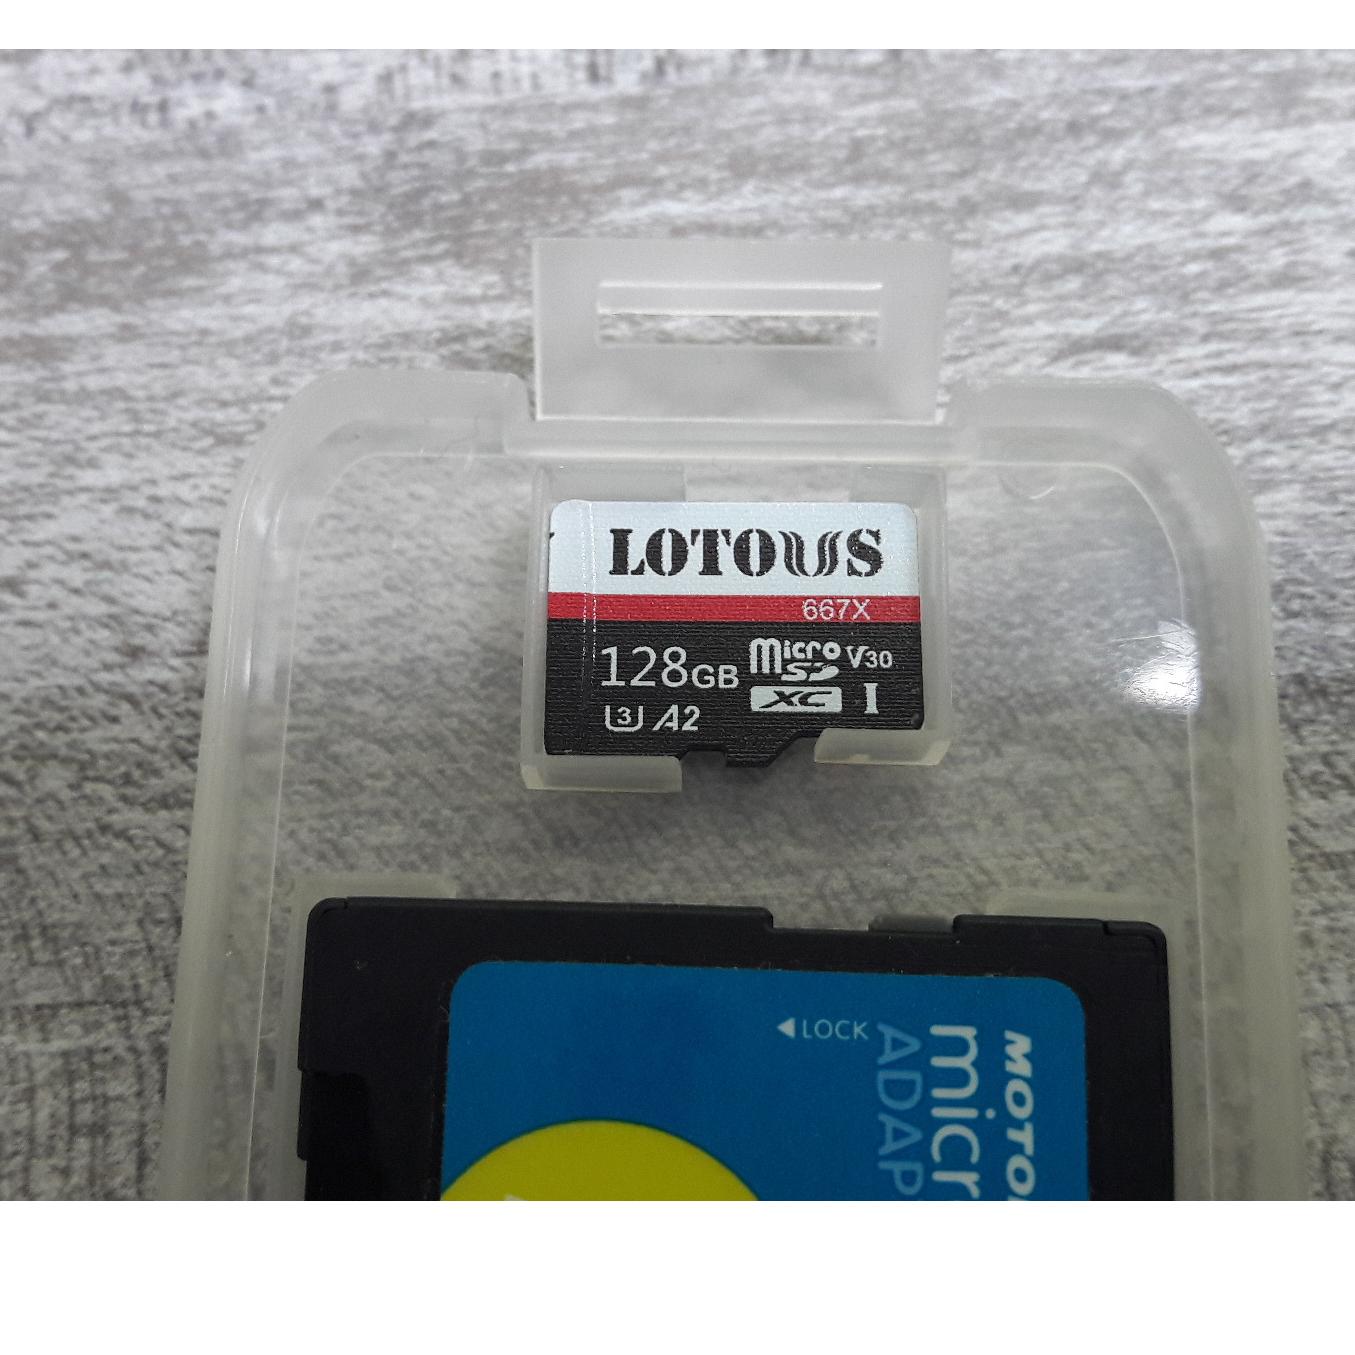 LOTOUS
667X
128GB micro SD V30
XC I
U3 A2
LOCK
ADAP
micr
MOTO